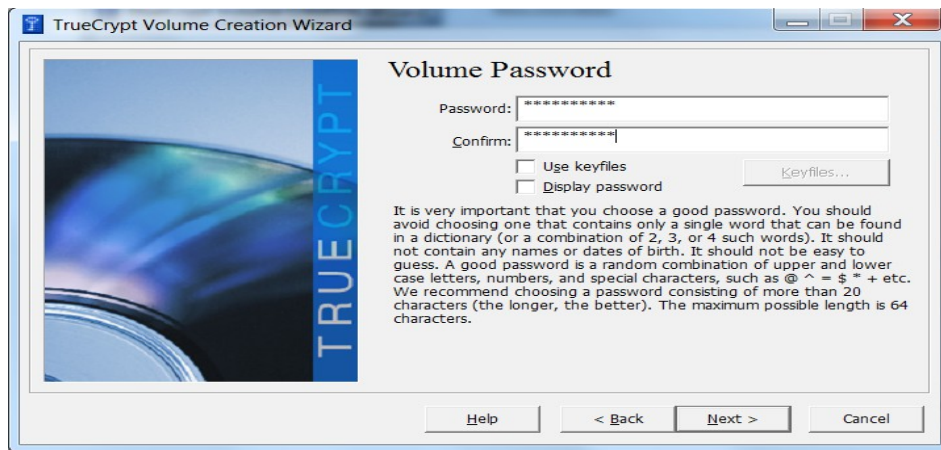 TrueCrypt Volume Creation Wizard
TRUECRYPT
Volume Password
Password: **********
Confirm: **********
Use keyfiles
Keyfiles...
Display password
It is very important that you choose a good password. You should
avoid choosing one that contains only a single word that can be found
in a dictionary (or a combination of 2, 3, or 4 such words). It should
not contain any names or dates of birth. It should not be easy to
guess. A good password is a random combination of upper and lower
case letters, numbers, and special characters, such as @ ^ = $ * + etc.
We recommend choosing a password consisting of more than 20
characters (the longer, the better). The maximum possible length is 64
characters.
Help < Back Next > Cancel